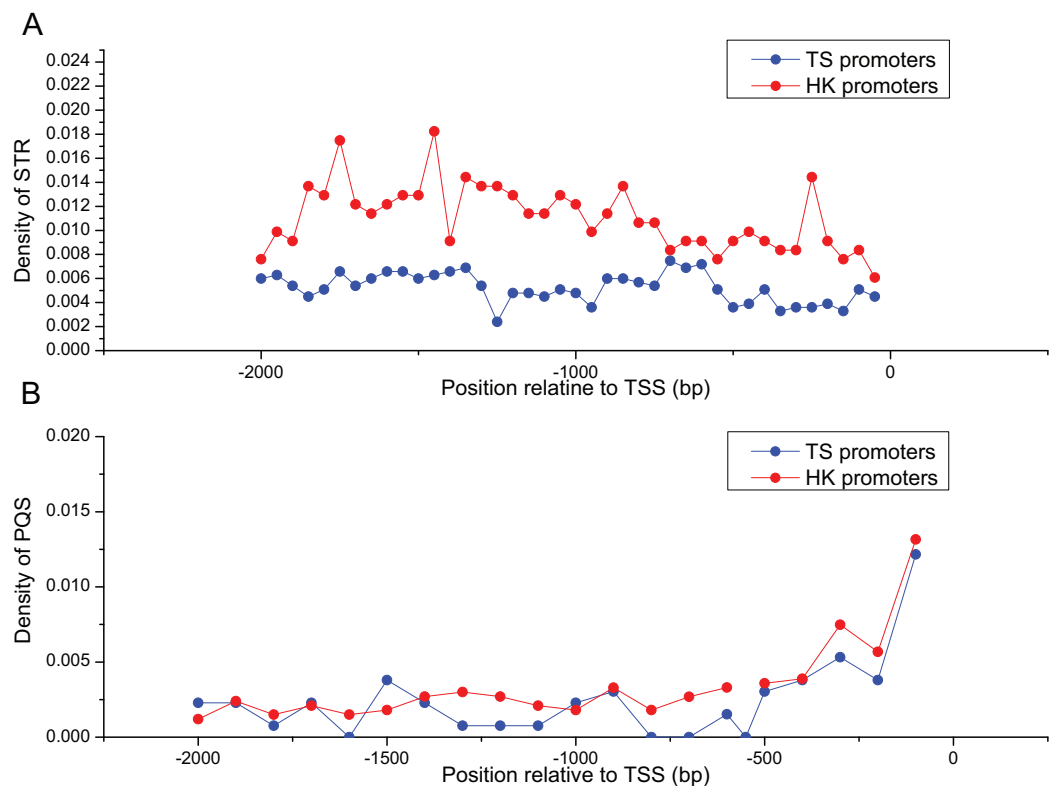 A
0.024
0.022
0.020
0.018
0.016
0.014
0.012
0.010
0.008
0.006
0.004
0.002
0.000
Density of STR
TS promoters
HK promoters
-2000
-1000
0
Position relatine to TSS (bp)
B
0.020
0.015
0.010
0.005
0.000
Density of PQS
TS promoters
HK promoters
-2000
-1500
-1000
-500
0
Position relative to TSS (bp)